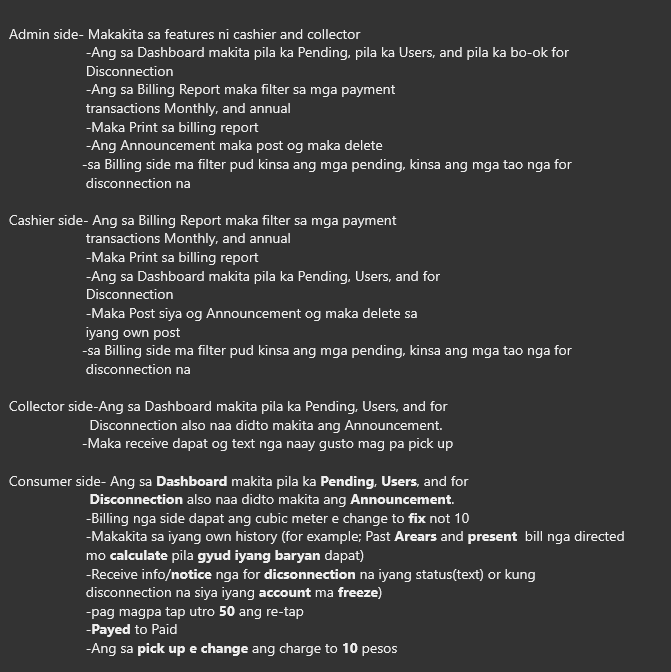 Admin side- Makakita sa features ni cashier and collector
-Ang sa Dashboard makita pila ka Pending, pila ka Users, and pila ka bo-ok for
Disconnection
-Ang sa Billing Report maka filter sa mga payment
transactions Monthly, and annual
-Maka Print sa billing report
-Ang Announcement maka post og maka delete
-sa Billing side ma filter pud kinsa ang mga pending, kinsa ang mga tao nga for
disconnection na
Cashier side- Ang sa Billing Report maka filter sa mga payment
transactions Monthly, and annual
-Maka Print sa billing report
-Ang sa Dashboard makita pila ka Pending, Users, and for
Disconnection
-Maka Post siya og Announcement og maka delete sa
iyang own post
-sa Billing side ma filter pud kinsa ang mga pending, kinsa ang mga tao nga for
disconnection na
Collector side-Ang sa Dashboard makita pila ka Pending, Users, and for
Disconnection also naa didto makita ang Announcement.
-Maka receive dapat og text nga naay gusto mag pa pick up
Consumer side- Ang sa Dashboard makita pila ka Pending, Users, and for
Disconnection also naa didto makita ang Announcement.
-Billing nga side dapat ang cubic meter e change to fix not 10
-Makakita sa iyang own history (for example; Past Arears and present  bill nga directed
mo calculate pila gyud iyang baryan dapat)
-Receive info/notice nga for dicsonnection na iyang status(text) or kung
disconnection na siya iyang account ma freeze)
-pag magpa tap utro 50 ang re-tap
-Payed to Paid
-Ang sa pick up e change ang charge to 10 pesos